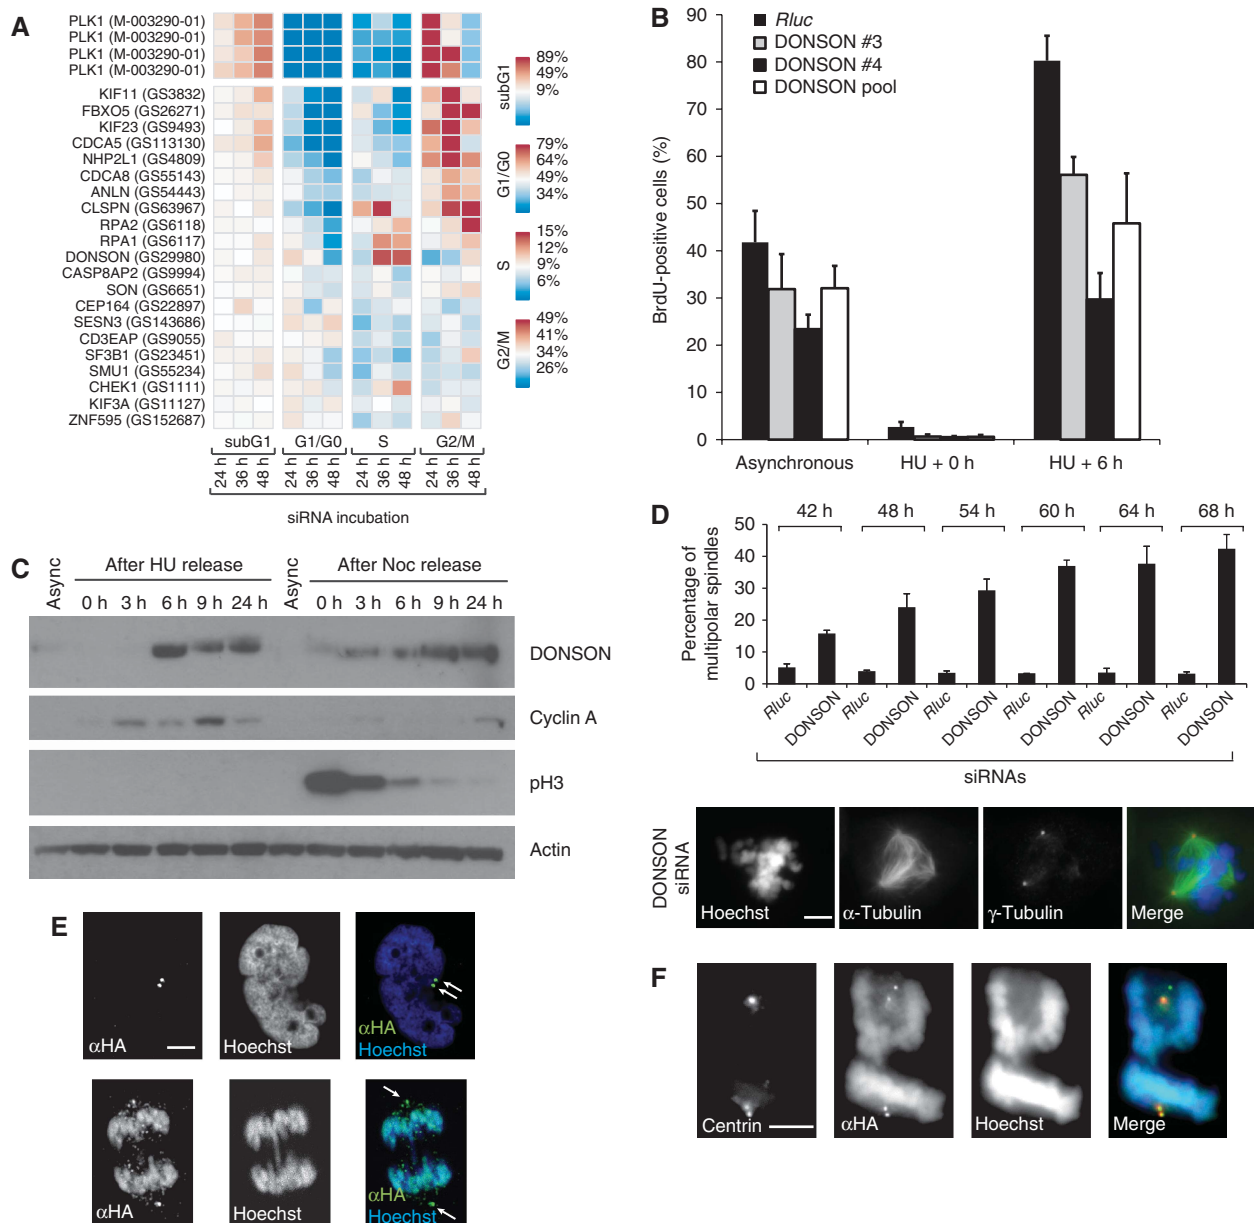 A
PLK1 (M-003290-01)
PLK1 (M-003290-01)
PLK1 (M-003290-01)
PLK1 (M-003290-01)
KIF11 (GS3832)
FBXO5 (GS26271)
KIF23 (GS9493)
CDCA5 (GS113130)
NHP2L1 (GS4809)
CDCA8 (GS55143)
ANLN (GS54443)
CLSPN (GS63967)
RPA2 (GS6118)
RPA1 (GS6117)
DONSON (GS29980)
CASP8AP2 (GS9994)
SON (GS6651)
CEP164 (GS22897)
SESN3 (GS143686)
CD3EAP (GS9055)
SF3B1 (GS23451)
SMU1 (GS55234)
CHEK1 (GS1111)
KIF3A (GS11127)
ZNF595 (GS152687)
subG1 G1/G0 S G2/M
24 h 36 h 48 h 24 h 36 h 48 h 24 h 36 h 48 h 24 h 36 h 48 h
siRNA incubation
subG1
89%
49%
9%
G1/G0
79%
64%
49%
34%
S
15%
12%
9%
6%
G2/M
49%
41%
34%
26%
B
BrdU-positive cells (%)
90
80
70
60
50
40
30
20
10
0
Rluc
DONSON #3
DONSON #4
DONSON pool
Asynchronous HU + 0 h HU + 6 h
C
Async After HU release Async After Noc release
0 h 3 h 6 h 9 h 24 h 0 h 3 h 6 h 9 h 24 h
DONSON
Cyclin A
pH3
Actin
D
42 h 48 h 54 h 60 h 64 h 68 h
Percentage of
multipolar spindles
50
40
30
20
10
0
Rluc DONSON Rluc DONSON Rluc DONSON Rluc DONSON Rluc DONSON Rluc DONSON
siRNAs
DONSON
siRNA
Hoechst α-Tubulin γ-Tubulin Merge
E
αHA Hoechst αHA
Hoechst
αHA Hoechst αHA
Hoechst
F
Centrin αHA Hoechst Merge